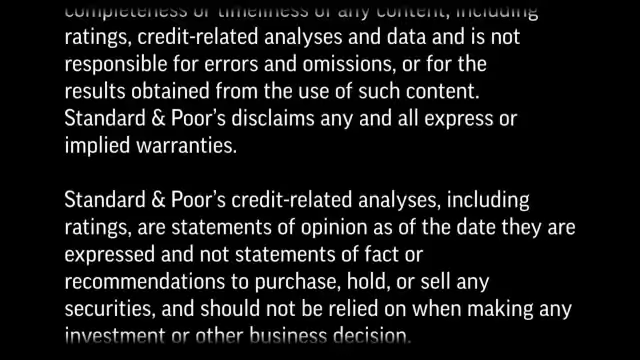 completeness or timeliness of any content, including
ratings, credit-related analyses and data and is not
responsible for errors and omissions, or for the
results obtained from the use of such content.
Standard & Poor's disclaims any and all express or
implied warranties.
Standard & Poor's credit-related analyses, including
ratings, are statements of opinion as of the date they are
expressed and not statements of fact or
recommendations to purchase, hold, or sell any
securities, and should not be relied on when making any
investment or other business decision.